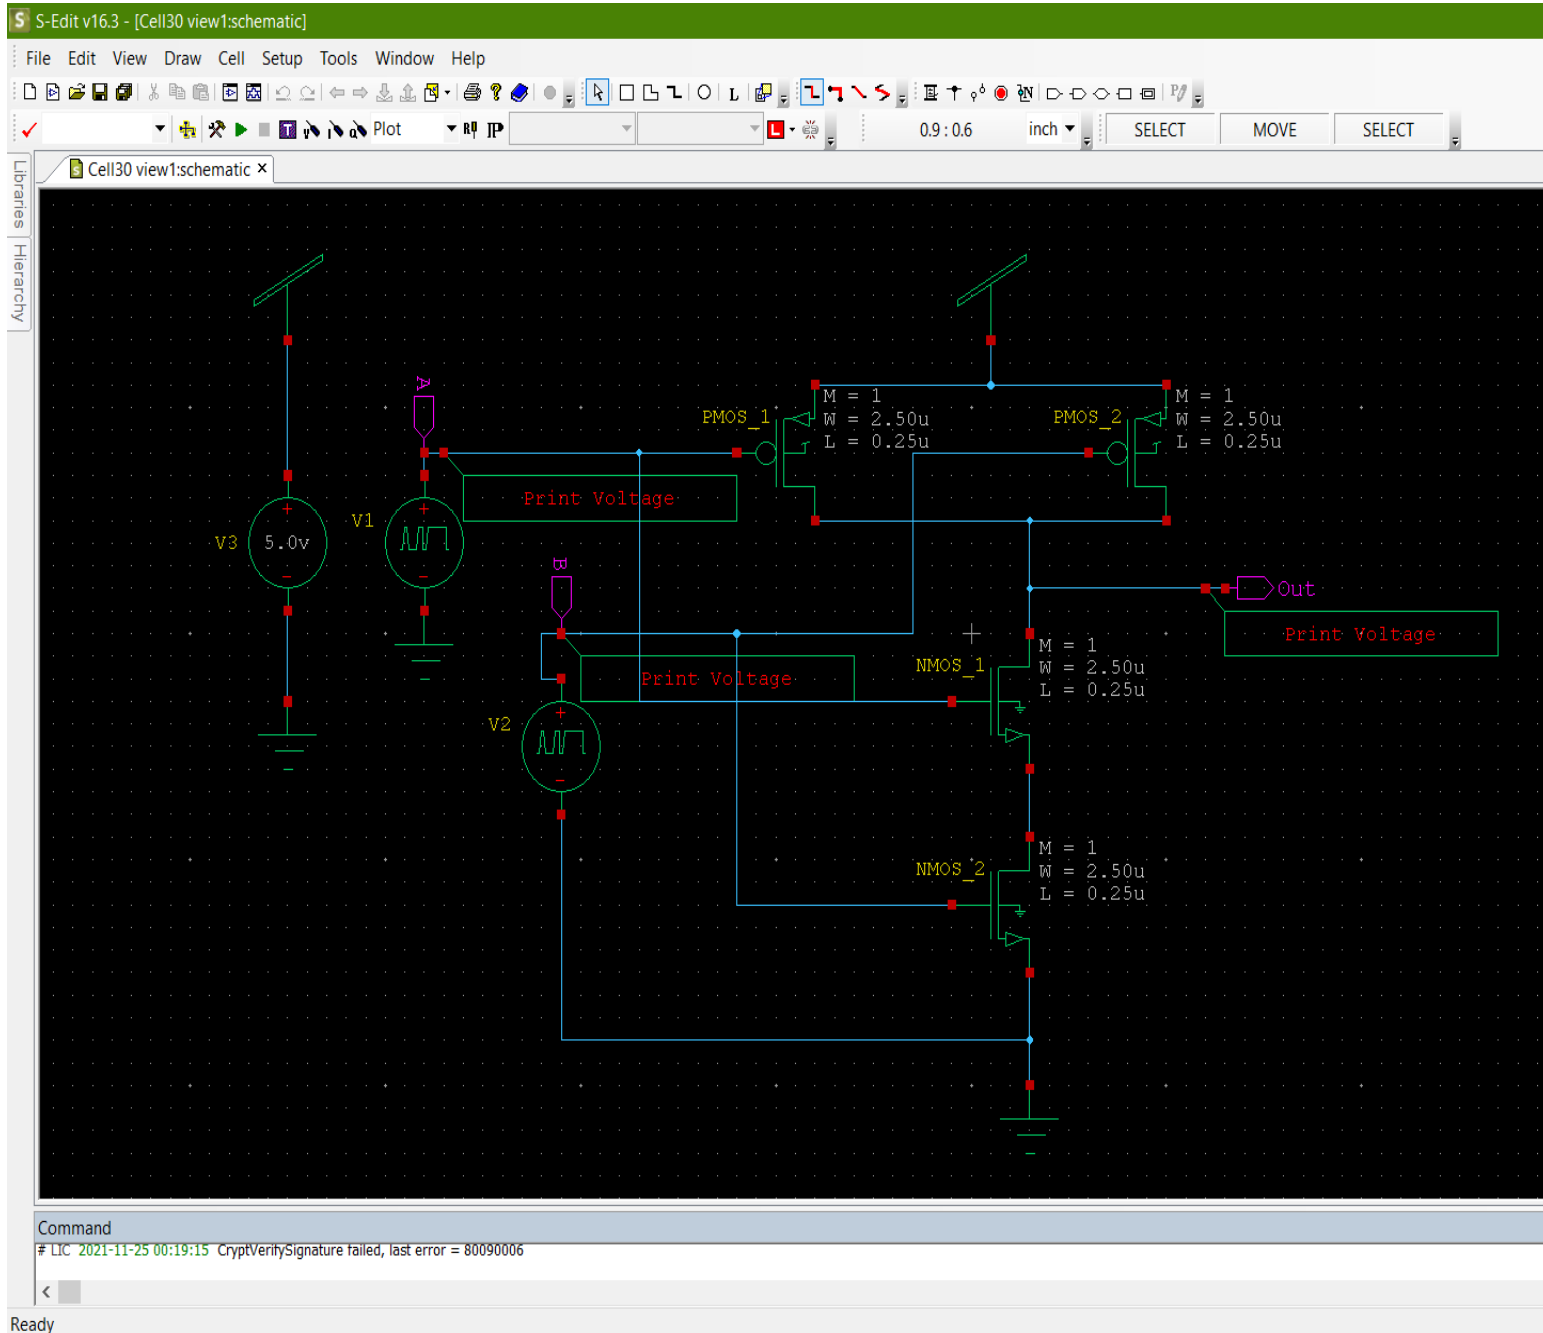 S-Edit v16.3 - [Cell30 view1:schematic]
File Edit View Draw Cell Setup Tools Window Help
Plot
0.9 : 0.6
inch
SELECT
MOVE
SELECT
Libraries
Hierarchy
Cell30 view1:schematic
A
PMOS_1
M = 1
W = 2.50u
L = 0.25u
PMOS_2
M = 1
W = 2.50u
L = 0.25u
Print Voltage
V3
5.0v
V1
B
Out
Print Voltage
Print Voltage
NMOS_1
M = 1
W = 2.50u
L = 0.25u
V2
NMOS_2
M = 1
W = 2.50u
L = 0.25u
Command
# LIC 2021-11-25 00:19:15 CryptVerifySignature failed, last error = 80090006
Ready